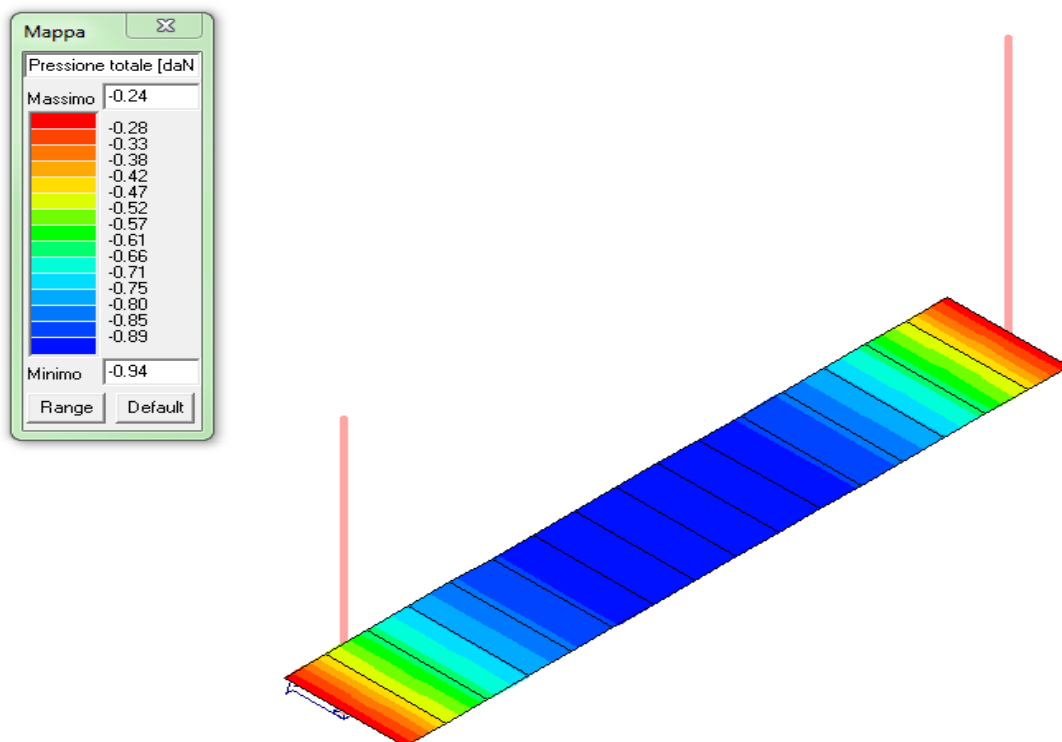 Mappa
Pressione totale [daN
Massimo -0.24
-0.28
-0.33
-0.38
-0.42
-0.47
-0.52
-0.57
-0.61
-0.66
-0.71
-0.75
-0.80
-0.85
-0.89
Minimo -0.94
Range Default